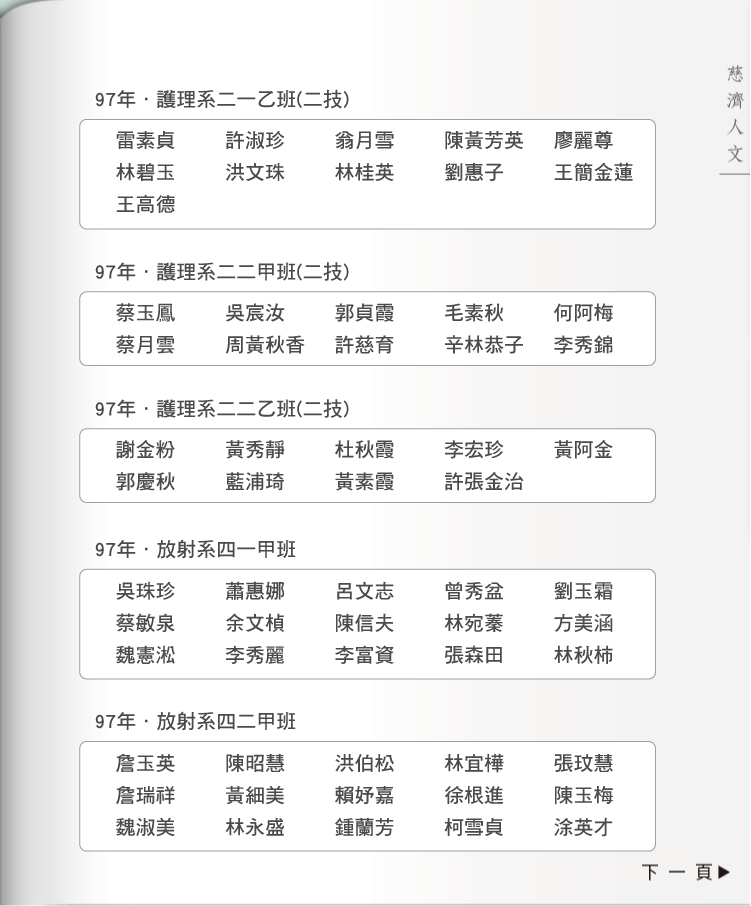 慈濟人文
97年‧護理系二一乙班(二技)
雷素貞 許淑珍 翁月雪 陳黃芳英 廖麗尊
林碧玉 洪文珠 林桂英 劉惠子 王簡金蓮
王高德
97年‧護理系二二甲班(二技)
蔡玉鳳 吳宸汝 郭貞霞 毛素秋 何阿梅
蔡月雲 周黃秋香 許慈育 辛林恭子 李秀錦
97年‧護理系二二乙班(二技)
謝金粉 黃秀靜 杜秋霞 李宏珍 黃阿金
郭慶秋 藍浦琦 黃素霞 許張金治
97年‧放射系四一甲班
吳珠珍 蕭惠娜 呂文志 曾秀盆 劉玉霜
蔡敏泉 余文楨 陳信夫 林宛蓁 方美涵
魏憲淞 李秀麗 李富資 張森田 林秋柿
97年‧放射系四二甲班
詹玉英 陳昭慧 洪伯松 林宜樺 張玟慧
詹瑞祥 黃細美 賴妤嘉 徐根進 陳玉梅
魏淑美 林永盛 鍾蘭芳 柯雪貞 涂英才
下一頁▶